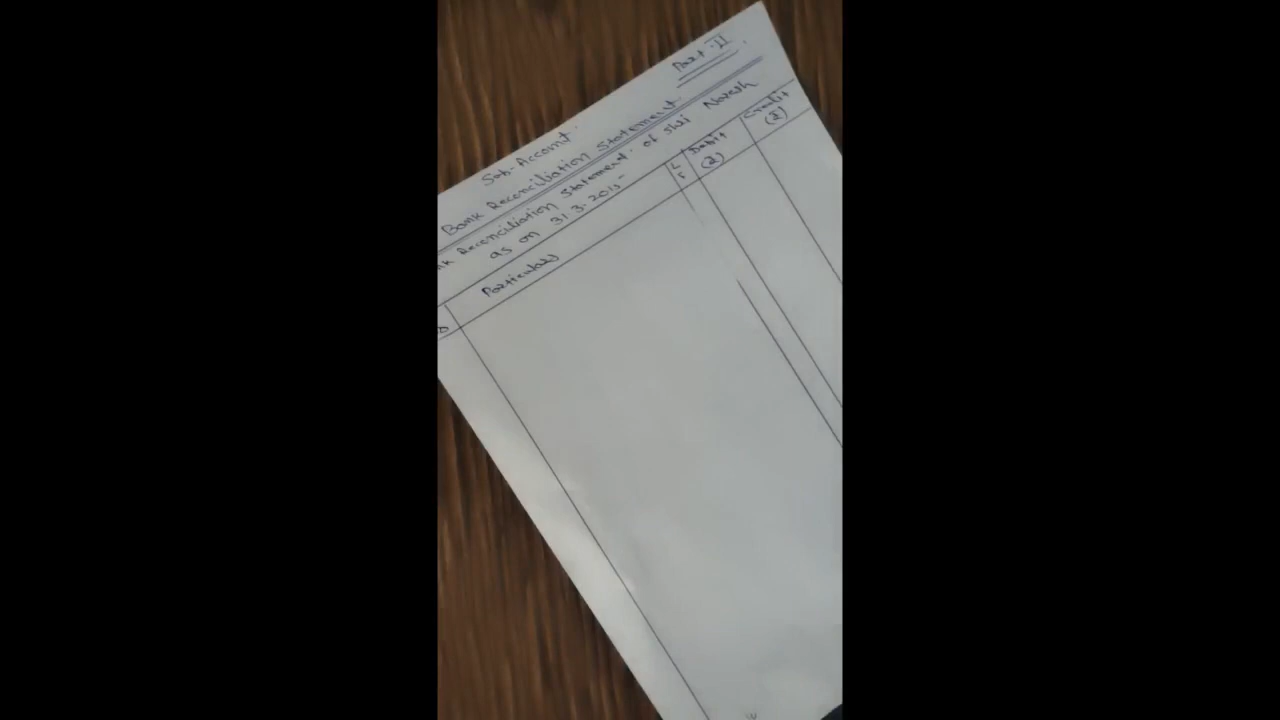 Part-II
Sub-Account
Bank Reconciliation Statement
nk Reconciliation Statement of Shri Naresh
as on 31.3.2015
Particulars L F Debit (₹) Credit (₹)